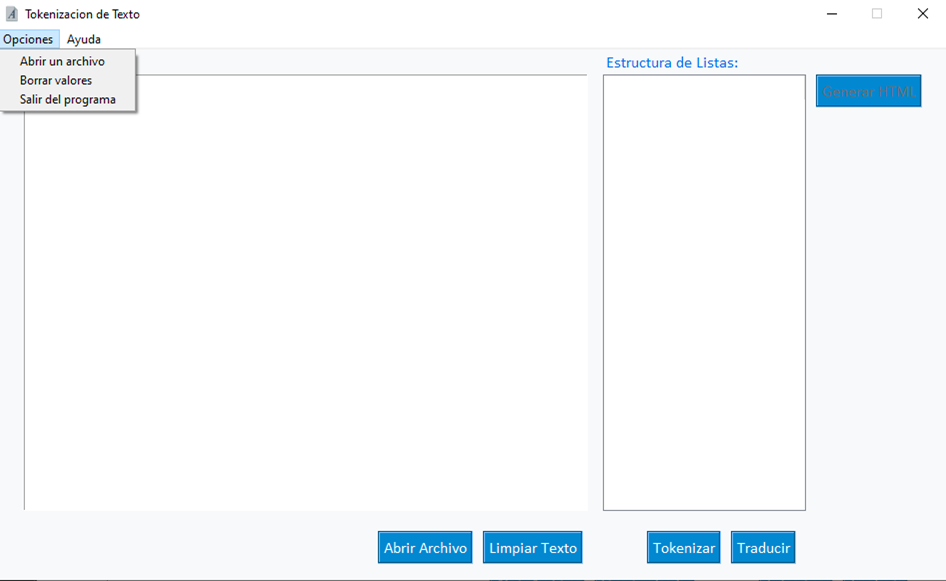 Tokenizacion de Texto
Opciones Ayuda
Abrir un archivo
Borrar valores
Salir del programa
Estructura de Listas:
Generar HTML
Abrir Archivo Limpiar Texto Tokenizar Traducir